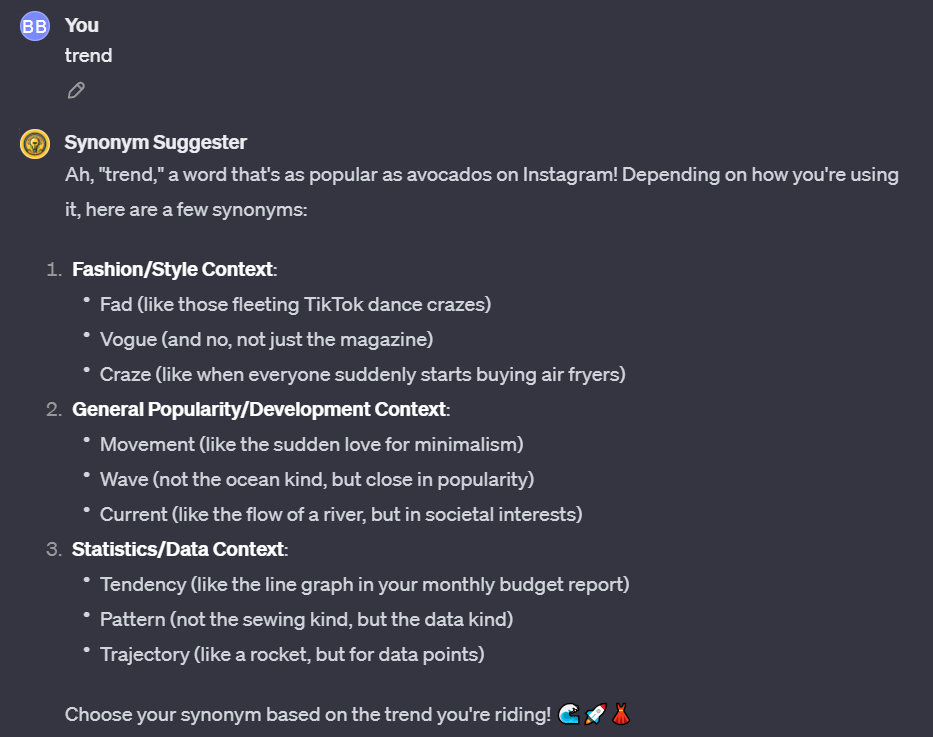 BB You
trend
Synonym Suggester
Ah, "trend," a word that's as popular as avocados on Instagram! Depending on how you're using
it, here are a few synonyms:
1. Fashion/Style Context:
• Fad (like those fleeting TikTok dance crazes)
• Vogue (and no, not just the magazine)
• Craze (like when everyone suddenly starts buying air fryers)
2. General Popularity/Development Context:
• Movement (like the sudden love for minimalism)
• Wave (not the ocean kind, but close in popularity)
• Current (like the flow of a river, but in societal interests)
3. Statistics/Data Context:
• Tendency (like the line graph in your monthly budget report)
• Pattern (not the sewing kind, but the data kind)
• Trajectory (like a rocket, but for data points)
Choose your synonym based on the trend you're riding! 🌊🚀👗